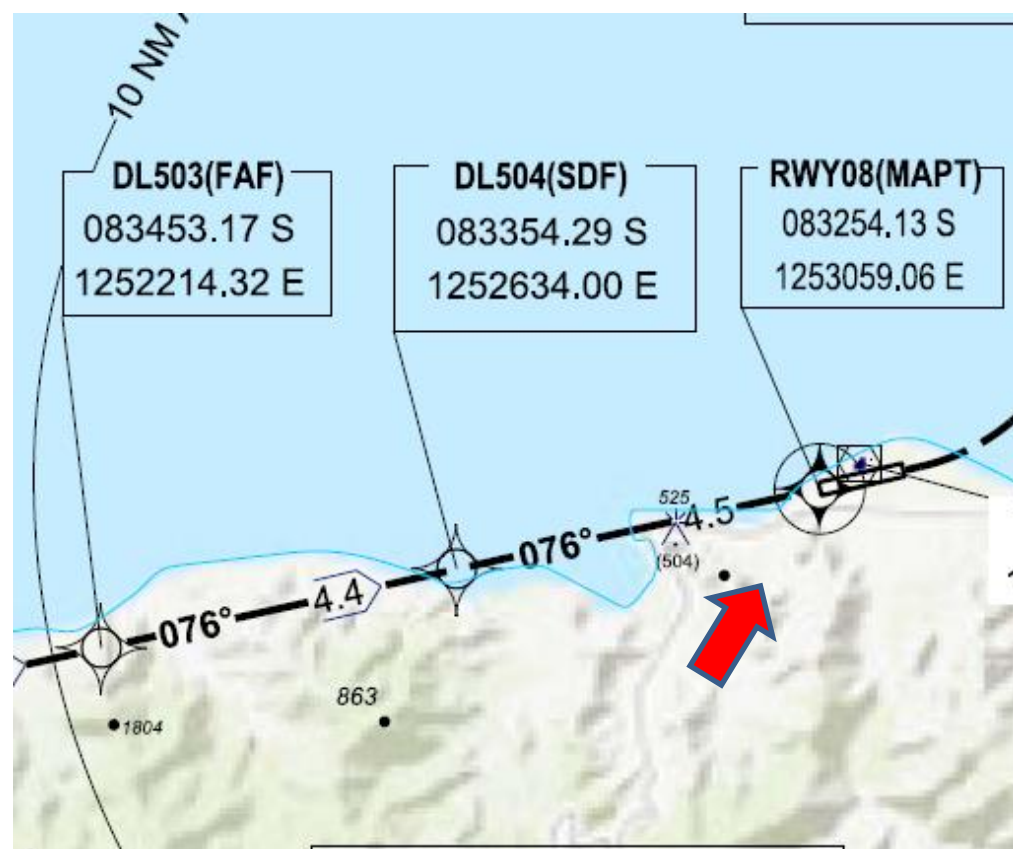 10 NM
DL503(FAF)
083453.17 S
1252214.32 E
DL504(SDF)
083354.29 S
1252634.00 E
RWY08(MAPT)
083254.13 S
1253059.06 E
525
4.5
076°
(504)
4.4
076°
863
1804